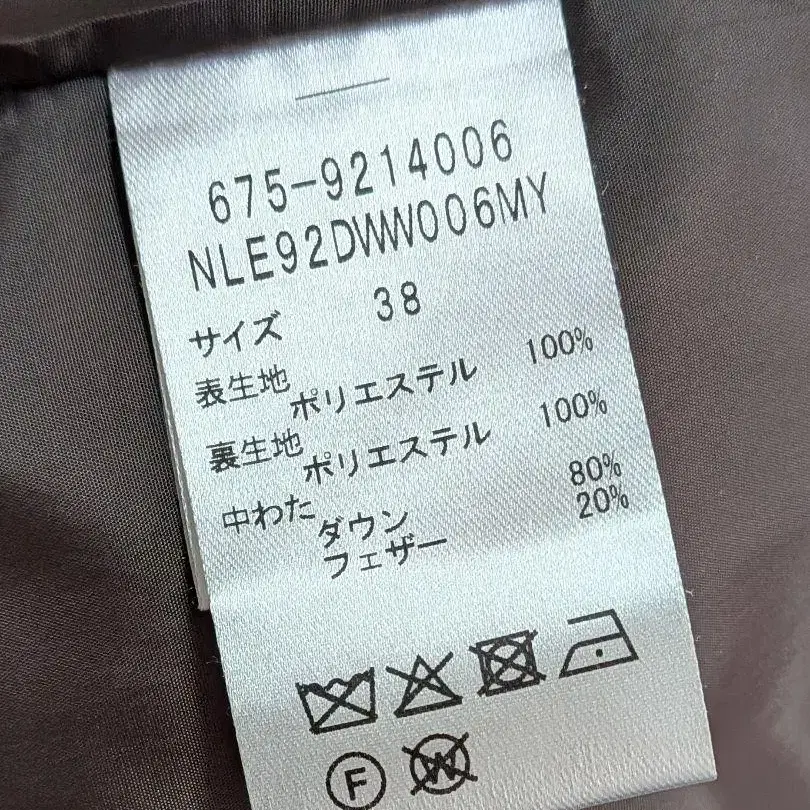 675-9214006
NLE92DWW006MY
サイズ 38
表生地 ポリエステル 100%
裏生地 ポリエステル 100%
中わた ダウン 80%
フェザー 20%
F W